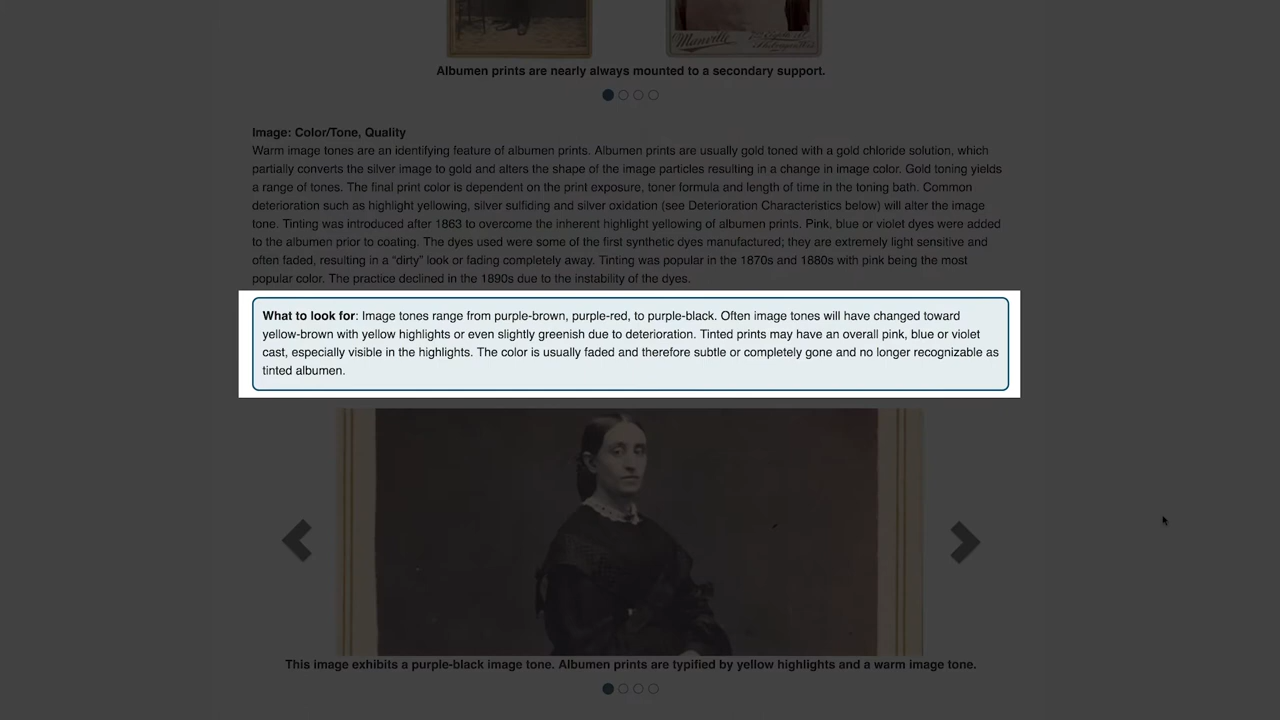 Manville
Albumen prints are nearly always mounted to a secondary support.
Image: Color/Tone, Quality
Warm image tones are an identifying feature of albumen prints. Albumen prints are usually gold toned with a gold chloride solution, which
partially converts the silver image to gold and alters the shape of the image particles resulting in a change in image color. Gold toning yields
a range of tones. The final print color is dependent on the print exposure, toner formula and length of time in the toning bath. Common
deterioration such as highlight yellowing, silver sulfiding and silver oxidation (see Deterioration Characteristics below) will alter the image
tone. Tinting was introduced after 1863 to overcome the inherent highlight yellowing of albumen prints. Pink, blue or violet dyes were added
to the albumen prior to coating. The dyes used were some of the first synthetic dyes manufactured; they are extremely light sensitive and
often faded, resulting in a “dirty” look or fading completely away. Tinting was popular in the 1870s and 1880s with pink being the most
popular color. The practice declined in the 1890s due to the instability of the dyes.
What to look for: Image tones range from purple-brown, purple-red, to purple-black. Often image tones will have changed toward
yellow-brown with yellow highlights or even slightly greenish due to deterioration. Tinted prints may have an overall pink, blue or violet
cast, especially visible in the highlights. The color is usually faded and therefore subtle or completely gone and no longer recognizable as
tinted albumen.
This image exhibits a purple-black image tone. Albumen prints are typified by yellow highlights and a warm image tone.